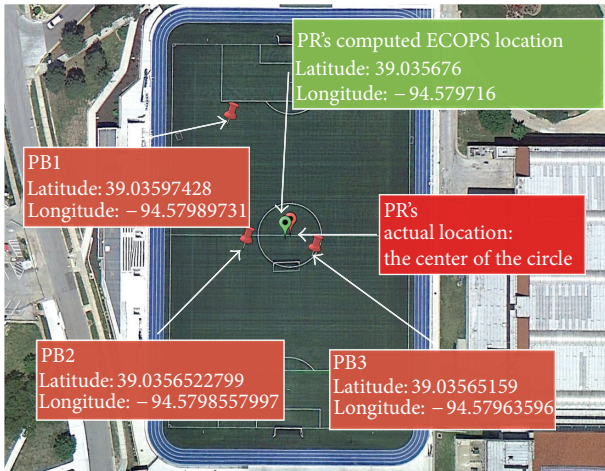 PR's computed ECOPS location
Latitude: 39.035676
Longitude: −94.579716
PB1
Latitude: 39.03597428
Longitude: −94.57989731
PR's
actual location:
the center of the circle
PB2
Latitude: 39.0356522799
Longitude: −94.5798557997
PB3
Latitude: 39.03565159
Longitude: −94.57963596